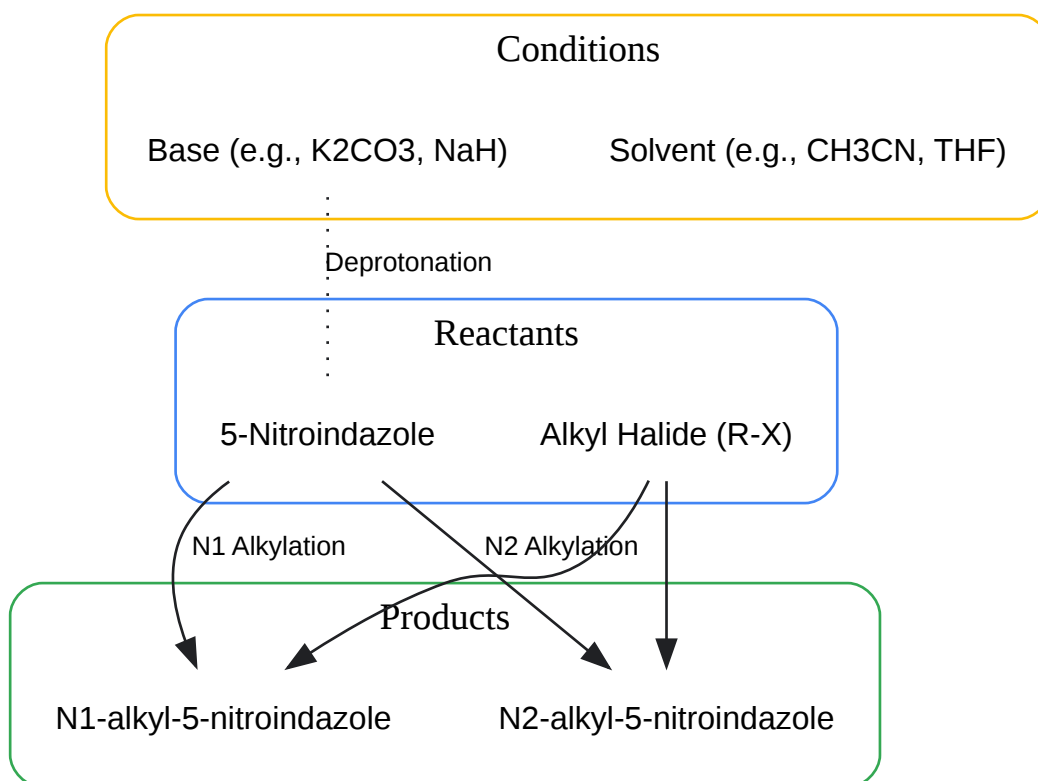 Conditions
Base (e.g., K2CO3, NaH)
Solvent (e.g., CH3CN, THF)
Deprotonation
Reactants
5-Nitroindazole
Alkyl Halide (R-X)
N1 Alkylation
N2 Alkylation
Products
N1-alkyl-5-nitroindazole
N2-alkyl-5-nitroindazole